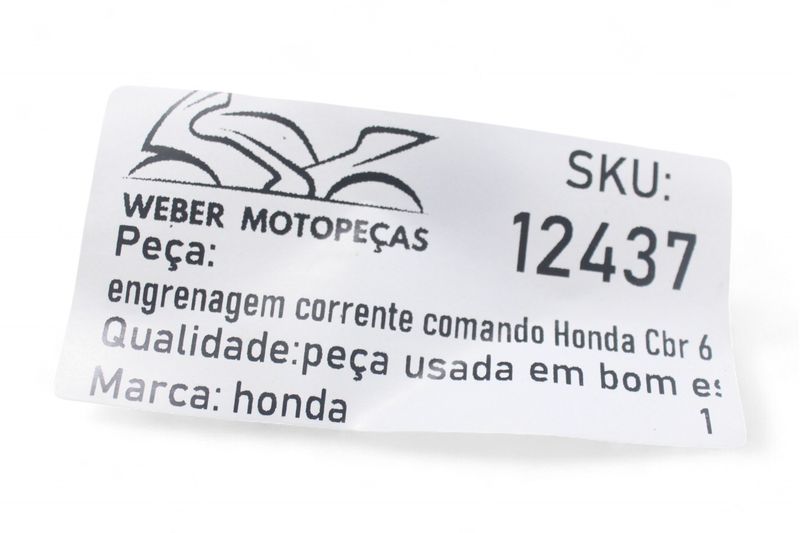 WEBER MOTOPEÇAS
SKU:
12437
Peça:
engrenagem corrente comando Honda Cbr 6
Qualidade:peça usada em bom es
Marca: honda
1